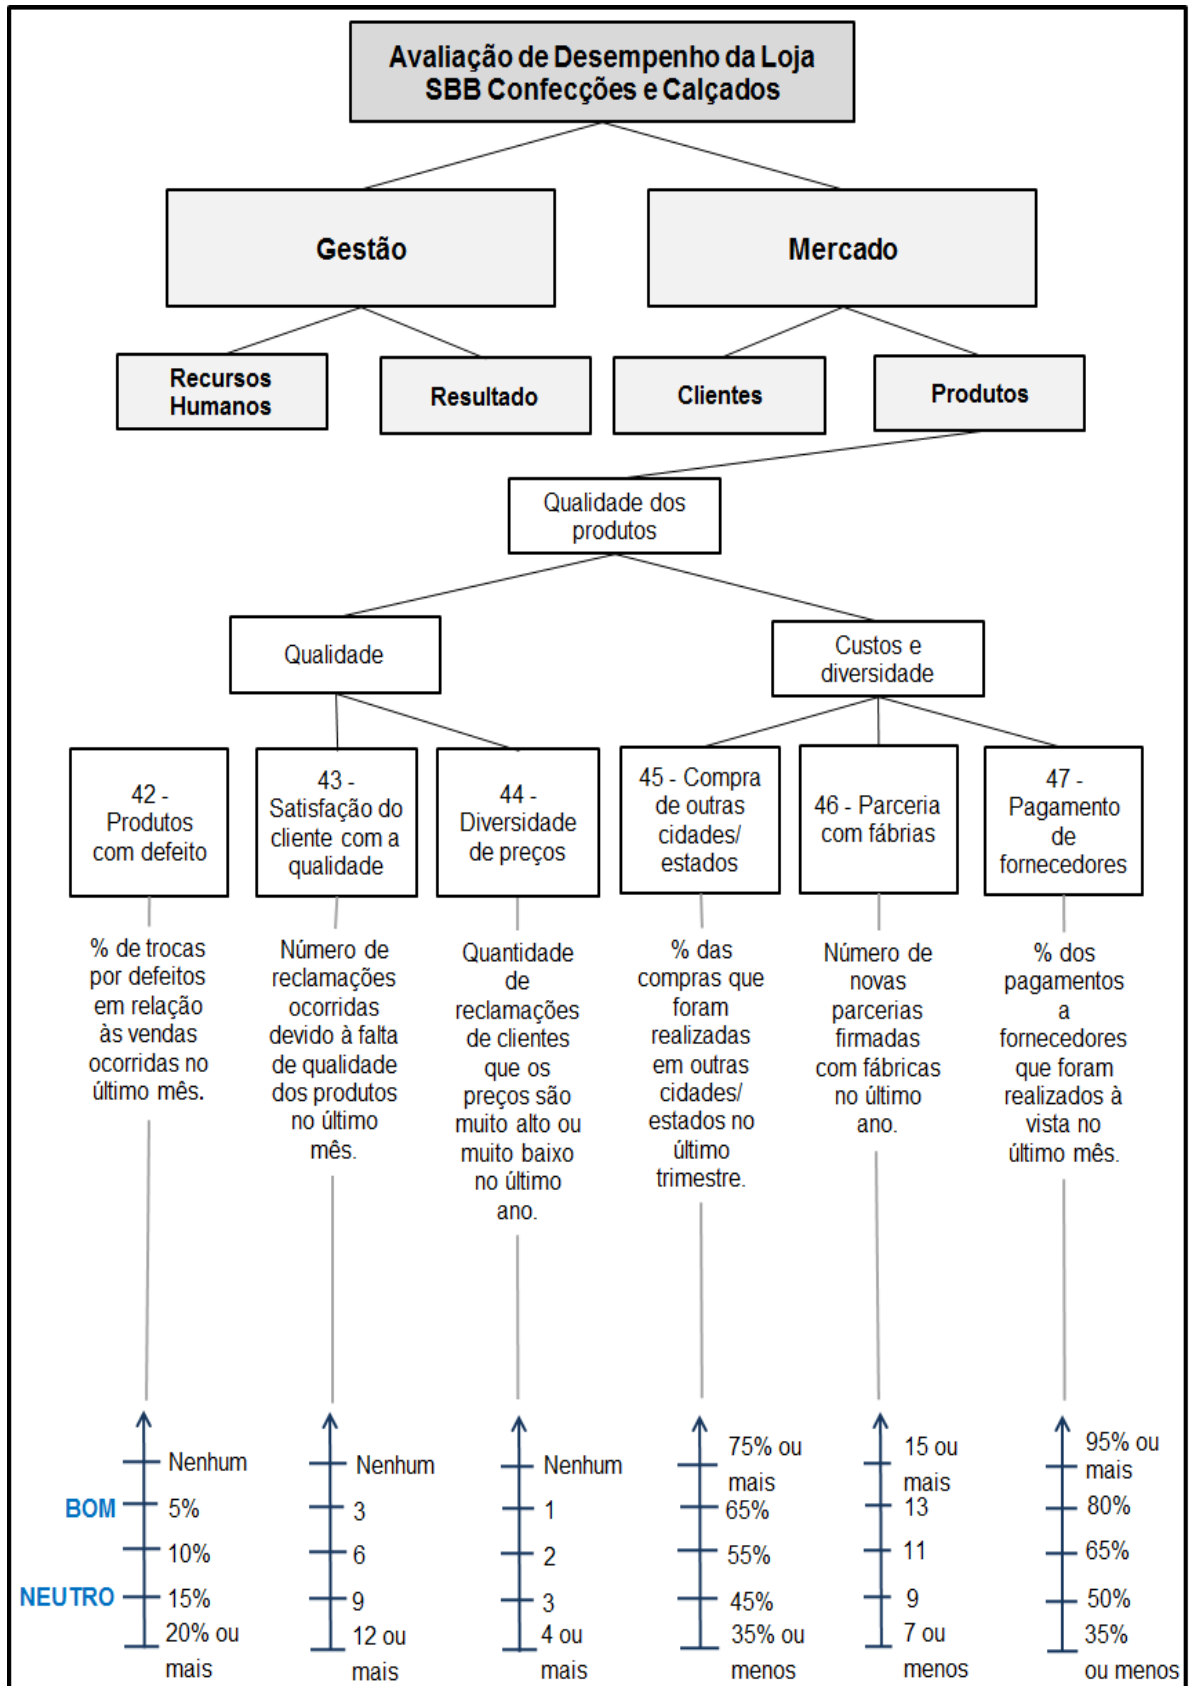 Avaliação de Desempenho da Loja
SBB Confecções e Calçados
Gestão
Mercado
Recursos
Humanos
Resultado
Clientes
Produtos
Qualidade dos
produtos
Qualidade
Custos e
diversidade
42 -
Produtos
com defeito
43 -
Satisfação do
cliente com a
qualidade
44 -
Diversidade
de preços
45 - Compra
de outras
cidades/
estados
46 - Parceria
com fábrias
47 -
Pagamento
de
fornecedores
% de trocas
por defeitos
em relação
às vendas
ocorridas no
último mês.
Número de
reclamações
ocorridas
devido à falta
de qualidade
dos produtos
no último
mês.
Quantidade
de
reclamações
de clientes
que os
preços são
muito alto ou
muito baixo
no último
ano.
% das
compras que
foram
realizadas
em outras
cidades/
estados no
último
trimestre.
Número de
novas
parcerias
firmadas
com fábricas
no último
ano.
% dos
pagamentos
a
fornecedores
que foram
realizados à
vista no
último mês.
BOM
NEUTRO
Nenhum
5%
10%
15%
20% ou
mais
Nenhum
3
6
9
12 ou
mais
Nenhum
1
2
3
4 ou
mais
75% ou
mais
65%
55%
45%
35% ou
menos
15 ou
mais
13
11
9
7 ou
menos
95% ou
mais
80%
65%
50%
35%
ou menos